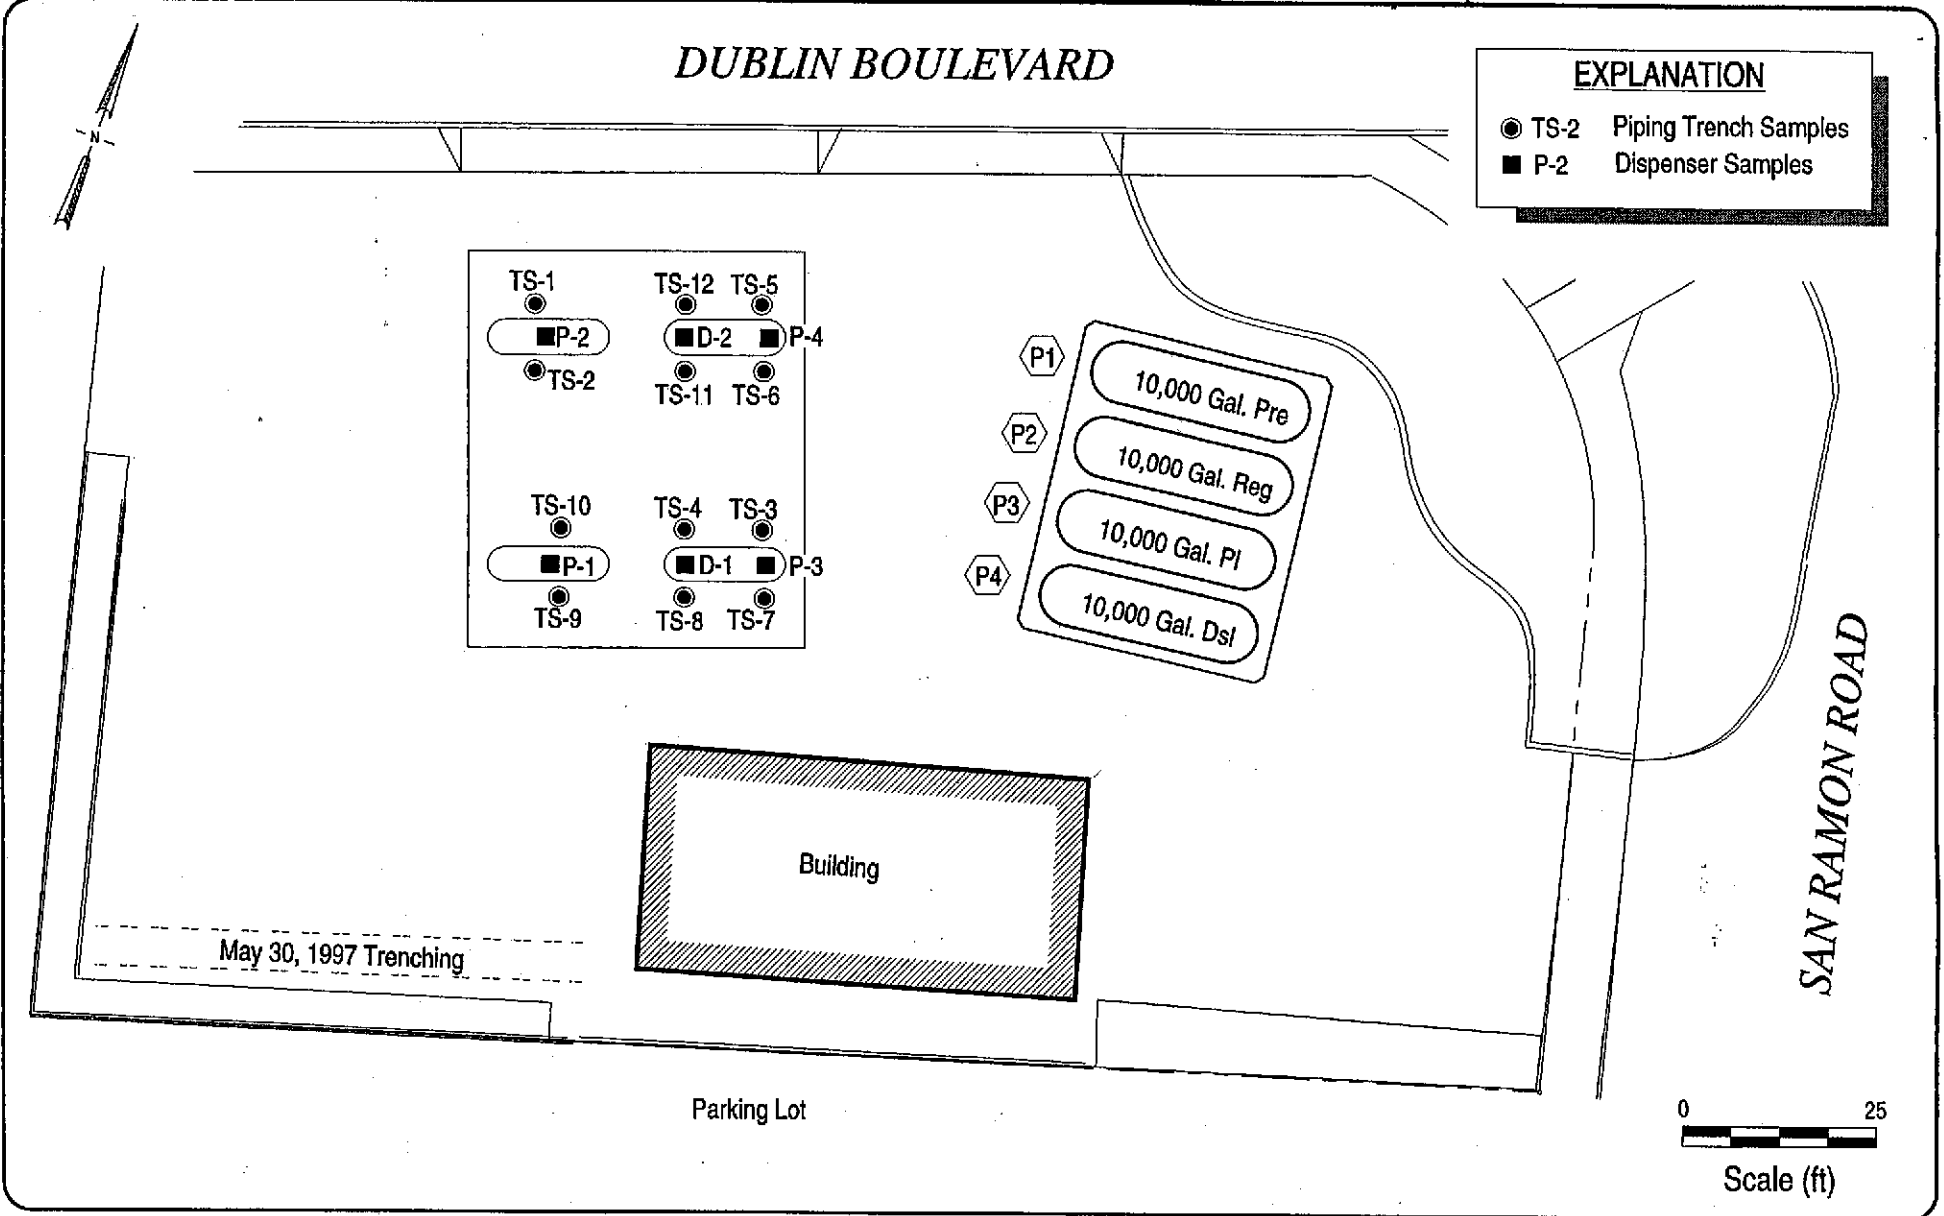 DUBLIN BOULEVARD
EXPLANATION
TS-2 Piping Trench Samples
P-2 Dispenser Samples
N
TS-1 TS-12 TS-5
P-2 D-2 P-4
TS-2 TS-11 TS-6
TS-10 TS-4 TS-3
P-1 D-1 P-3
TS-9 TS-8 TS-7
P1 10,000 Gal. Pre
P2 10,000 Gal. Reg
P3 10,000 Gal. Pl
P4 10,000 Gal. Dsl
SAN RAMON ROAD
Building
May 30, 1997 Trenching
Parking Lot
0 25
Scale (ft)